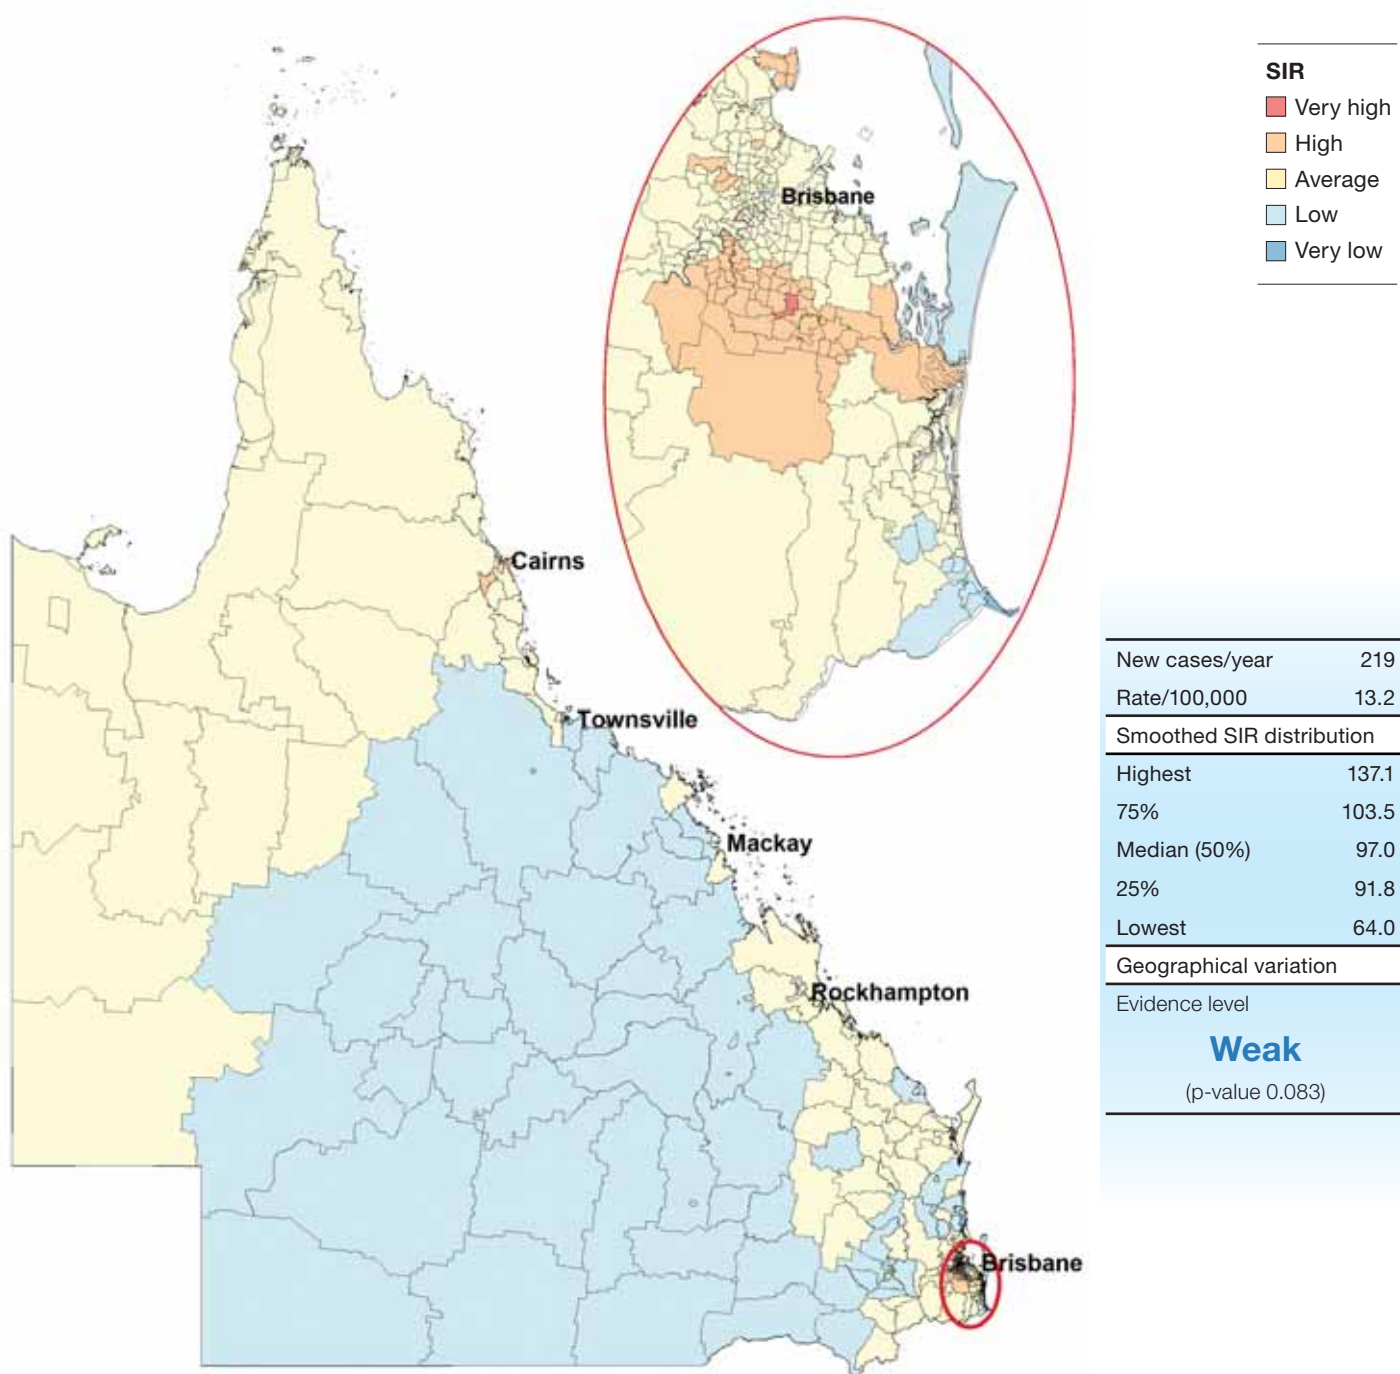 SIR
Very high
High
Average
Low
Very low
Brisbane
Cairns
Townsville
Mackay
Rockhampton
Brisbane
New cases/year 219
Rate/100,000 13.2
Smoothed SIR distribution
Highest 137.1
75% 103.5
Median (50%) 97.0
25% 91.8
Lowest 64.0
Geographical variation
Evidence level
Weak
(p-value 0.083)